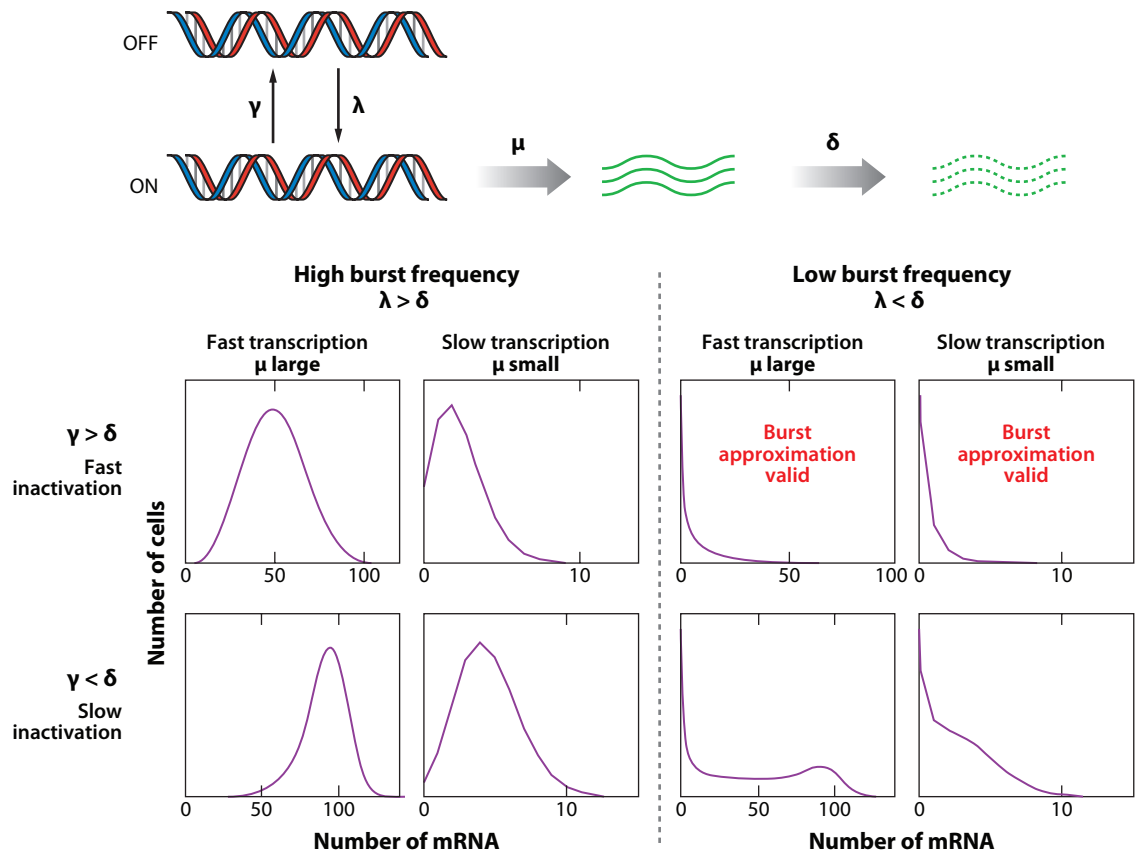 OFF
γ
λ
ON
μ
δ
High burst frequency
λ > δ
Low burst frequency
λ < δ
Fast transcription
μ large
Slow transcription
μ small
Fast transcription
μ large
Slow transcription
μ small
γ > δ
Fast
inactivation
Burst
approximation
valid
Burst
approximation
valid
0 50 100
0 10
0 50 100
0 10
Number of cells
γ < δ
Slow
inactivation
0 50 100
0 10
0 50 100
0 10
Number of mRNA
Number of mRNA